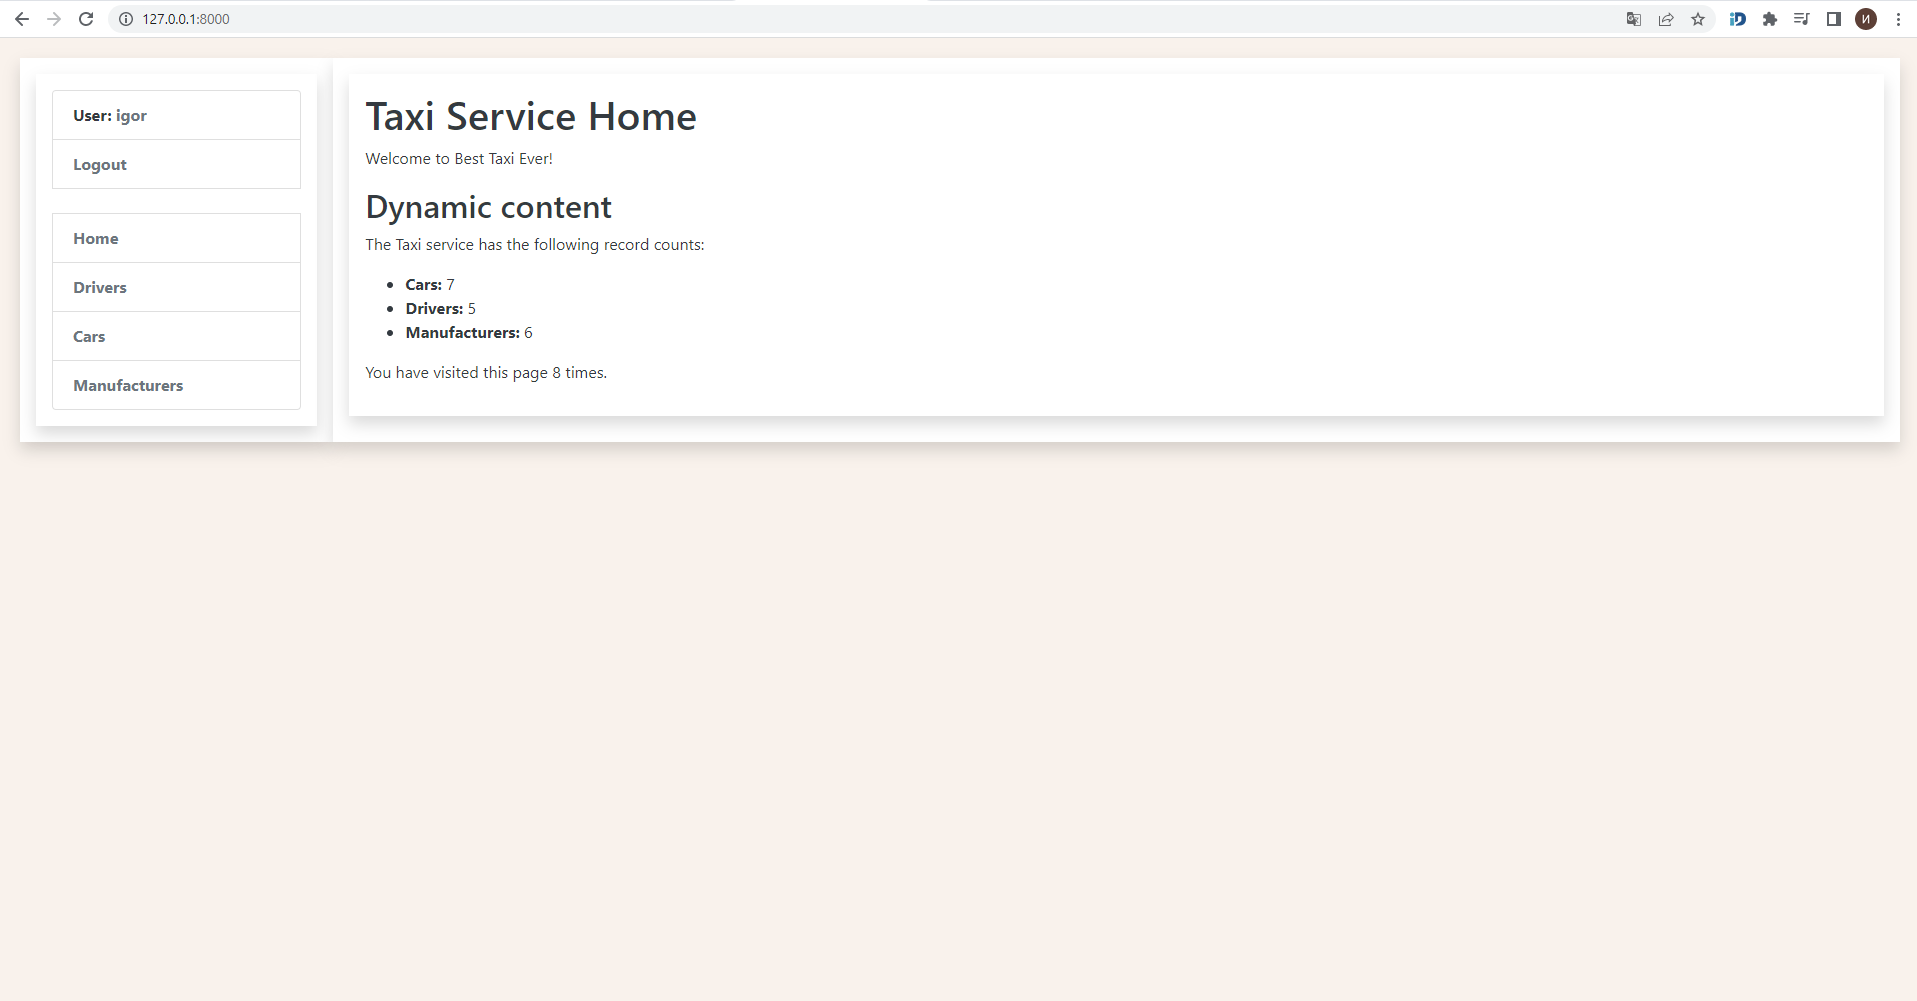 127.0.0.1:8000
iD
И
User: igor
Logout
Home
Drivers
Cars
Manufacturers
Taxi Service Home
Welcome to Best Taxi Ever!
Dynamic content
The Taxi service has the following record counts:
Cars: 7
Drivers: 5
Manufacturers: 6
You have visited this page 8 times.